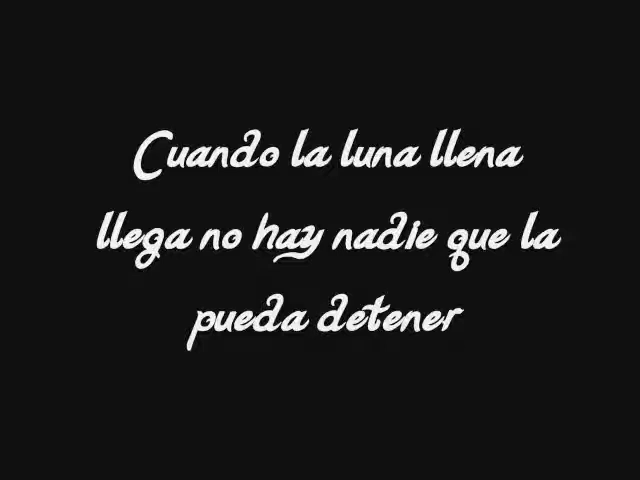 Cuando la luna llena
llega no hay nadie que la
pueda detener